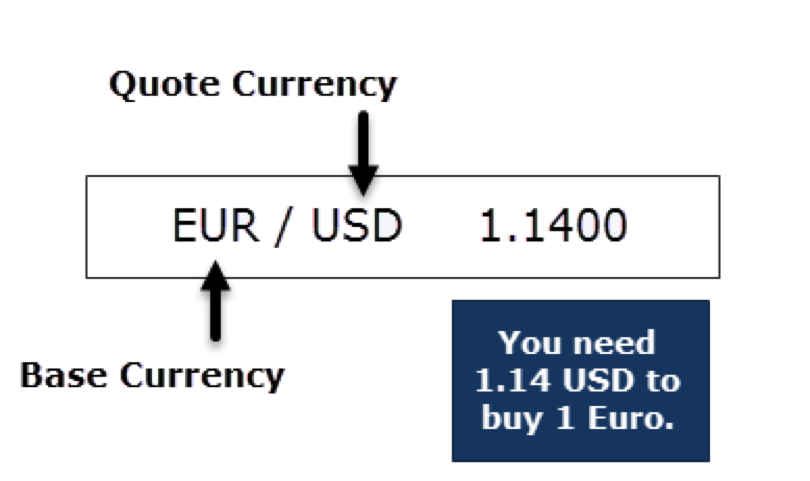 Quote Currency
EUR / USD 1.1400
Base Currency
You need
1.14 USD to
buy 1 Euro.